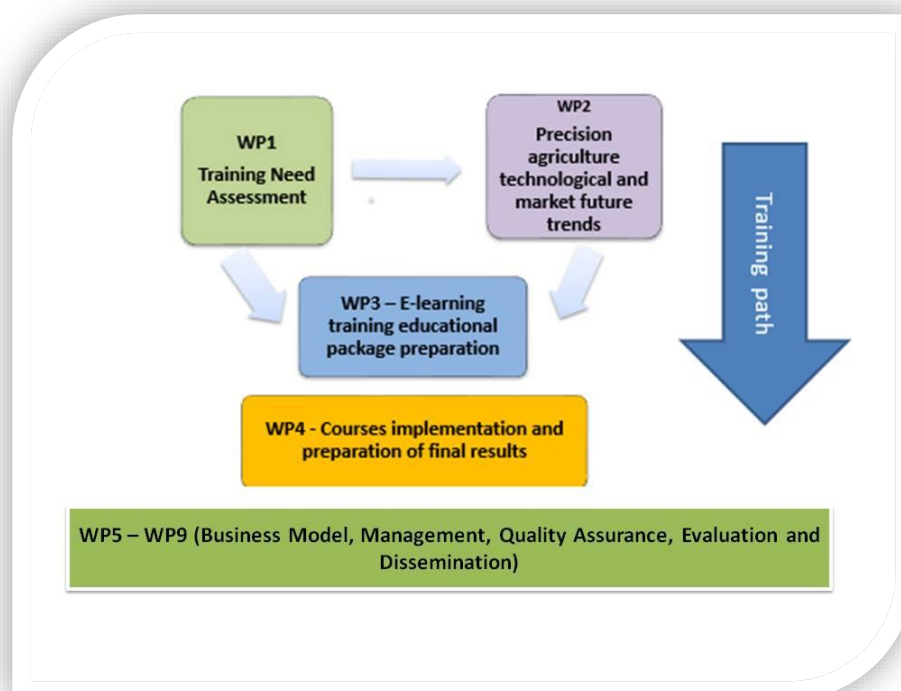 WP1
Training Need
Assessment
WP2
Precision
agriculture
technological and
market future
trends
Training path
WP3 – E-learning
training educational
package preparation
WP4 - Courses implementation and
preparation of final results
WP5 – WP9 (Business Model, Management, Quality Assurance, Evaluation and
Dissemination)